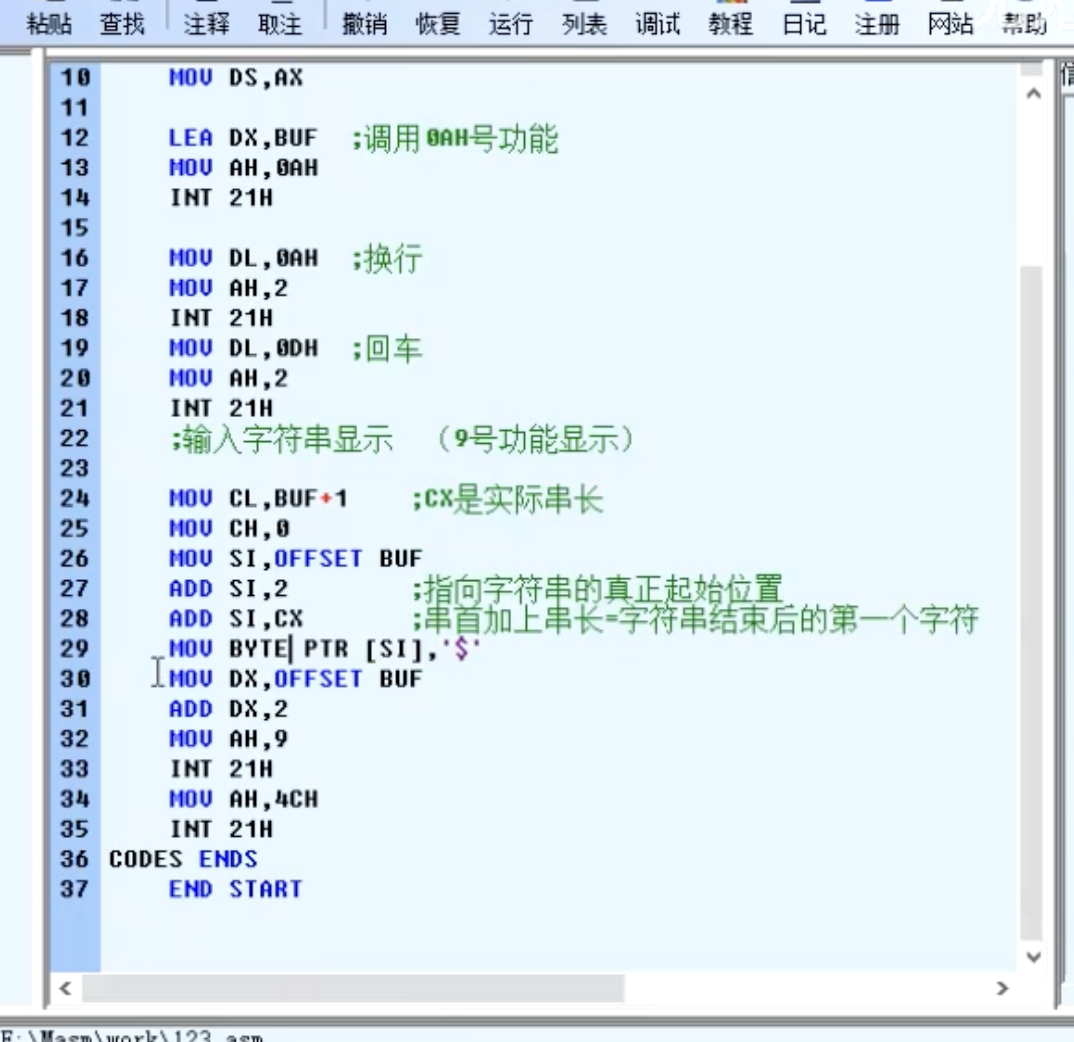 粘贴 查找 注释 取注 撤销 恢复 运行 列表 调试 教程 日记 注册 网站 帮助
10 MOV DS,AX
11
12 LEA DX,BUF ;调用0AH号功能
13 MOV AH,0AH
14 INT 21H
15
16 MOV DL,0AH ;换行
17 MOV AH,2
18 INT 21H
19 MOV DL,0DH ;回车
20 MOV AH,2
21 INT 21H
22 ;输入字符串显示 （9号功能显示）
23
24 MOV CL,BUF+1 ;CX是实际串长
25 MOV CH,0
26 MOV SI,OFFSET BUF
27 ADD SI,2 ;指向字符串的真正起始位置
28 ADD SI,CX ;串首加上串长=字符串结束后的第一个字符
29 MOV BYTE PTR [SI],'$'
30 MOV DX,OFFSET BUF
31 ADD DX,2
32 MOV AH,9
33 INT 21H
34 MOV AH,4CH
35 INT 21H
36 CODES ENDS
37 END START
E:\Masm\work\123.asm